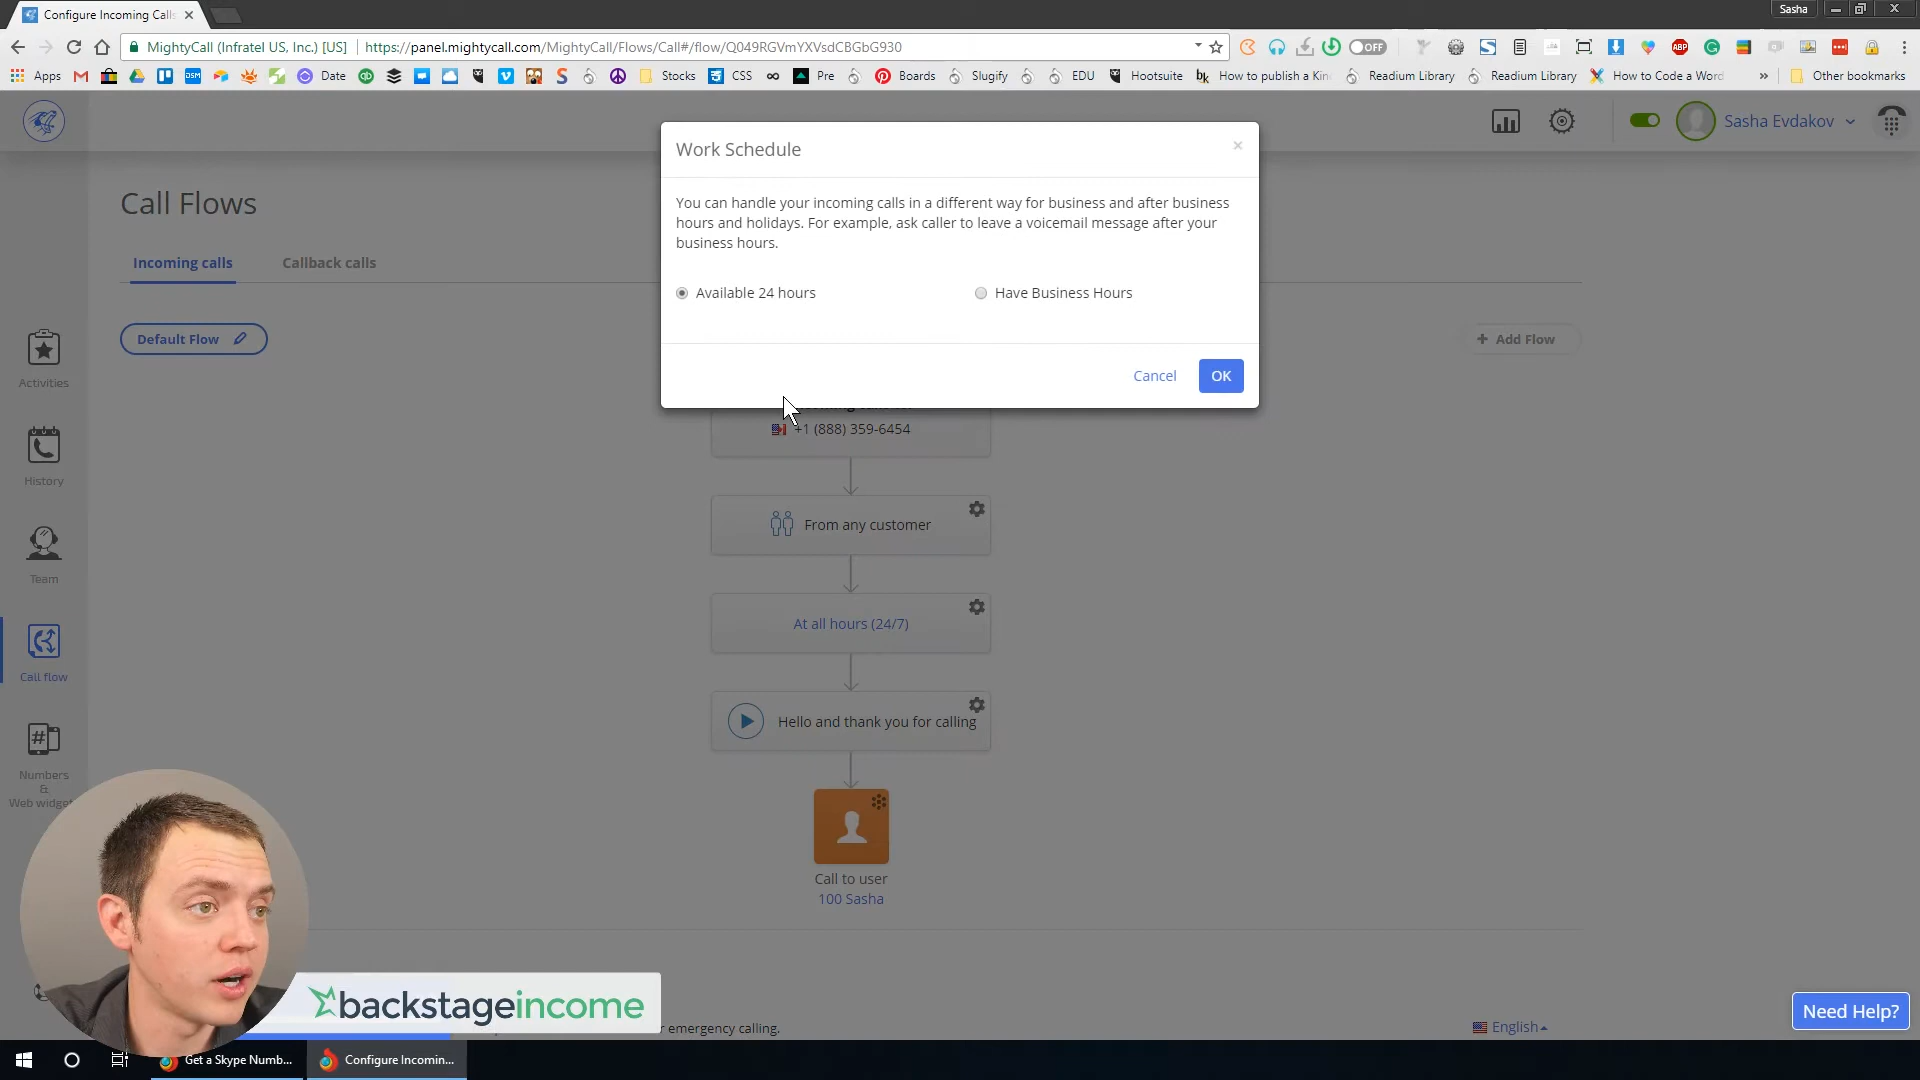 Configure Incoming Calls
Sasha
MightyCall (Infratel US, Inc.) [US]
https://panel.mightycall.com/MightyCall/Flows/Call#/flow/Q049RGVmYXVsdCBGbG930
OFF
ABP
Apps
DSM
Date
Stocks
CSS
Pre
Boards
Slugify
EDU
Hootsuite
How to publish a Kin
Readium Library
Readium Library
How to Code a Word
»
Other bookmarks
Sasha Evdakov
Work Schedule
×
You can handle your incoming calls in a different way for business and after business
hours and holidays. For example, ask caller to leave a voicemail message after your
business hours.
Available 24 hours
Have Business Hours
Cancel
OK
Call Flows
Incoming calls
Callback calls
Default Flow
+ Add Flow
Activities
History
Team
Call flow
Numbers
&
Web widget
+1 (888) 359-6454
From any customer
At all hours (24/7)
Hello and thank you for calling
Call to user
100 Sasha
backstageincome
r emergency calling.
English
Need Help?
Get a Skype Numb...
Configure Incomin...